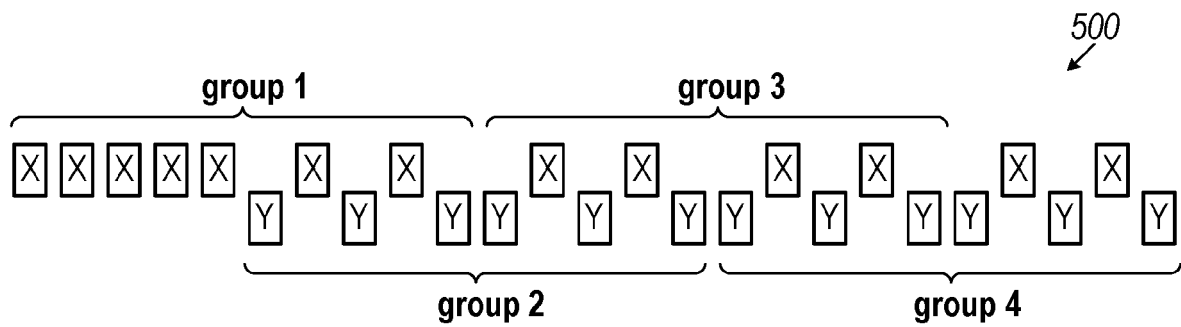 500
group 1 group 3
X X X X X X X X X X X X X
Y Y Y Y Y Y Y Y Y Y Y Y
group 2 group 4